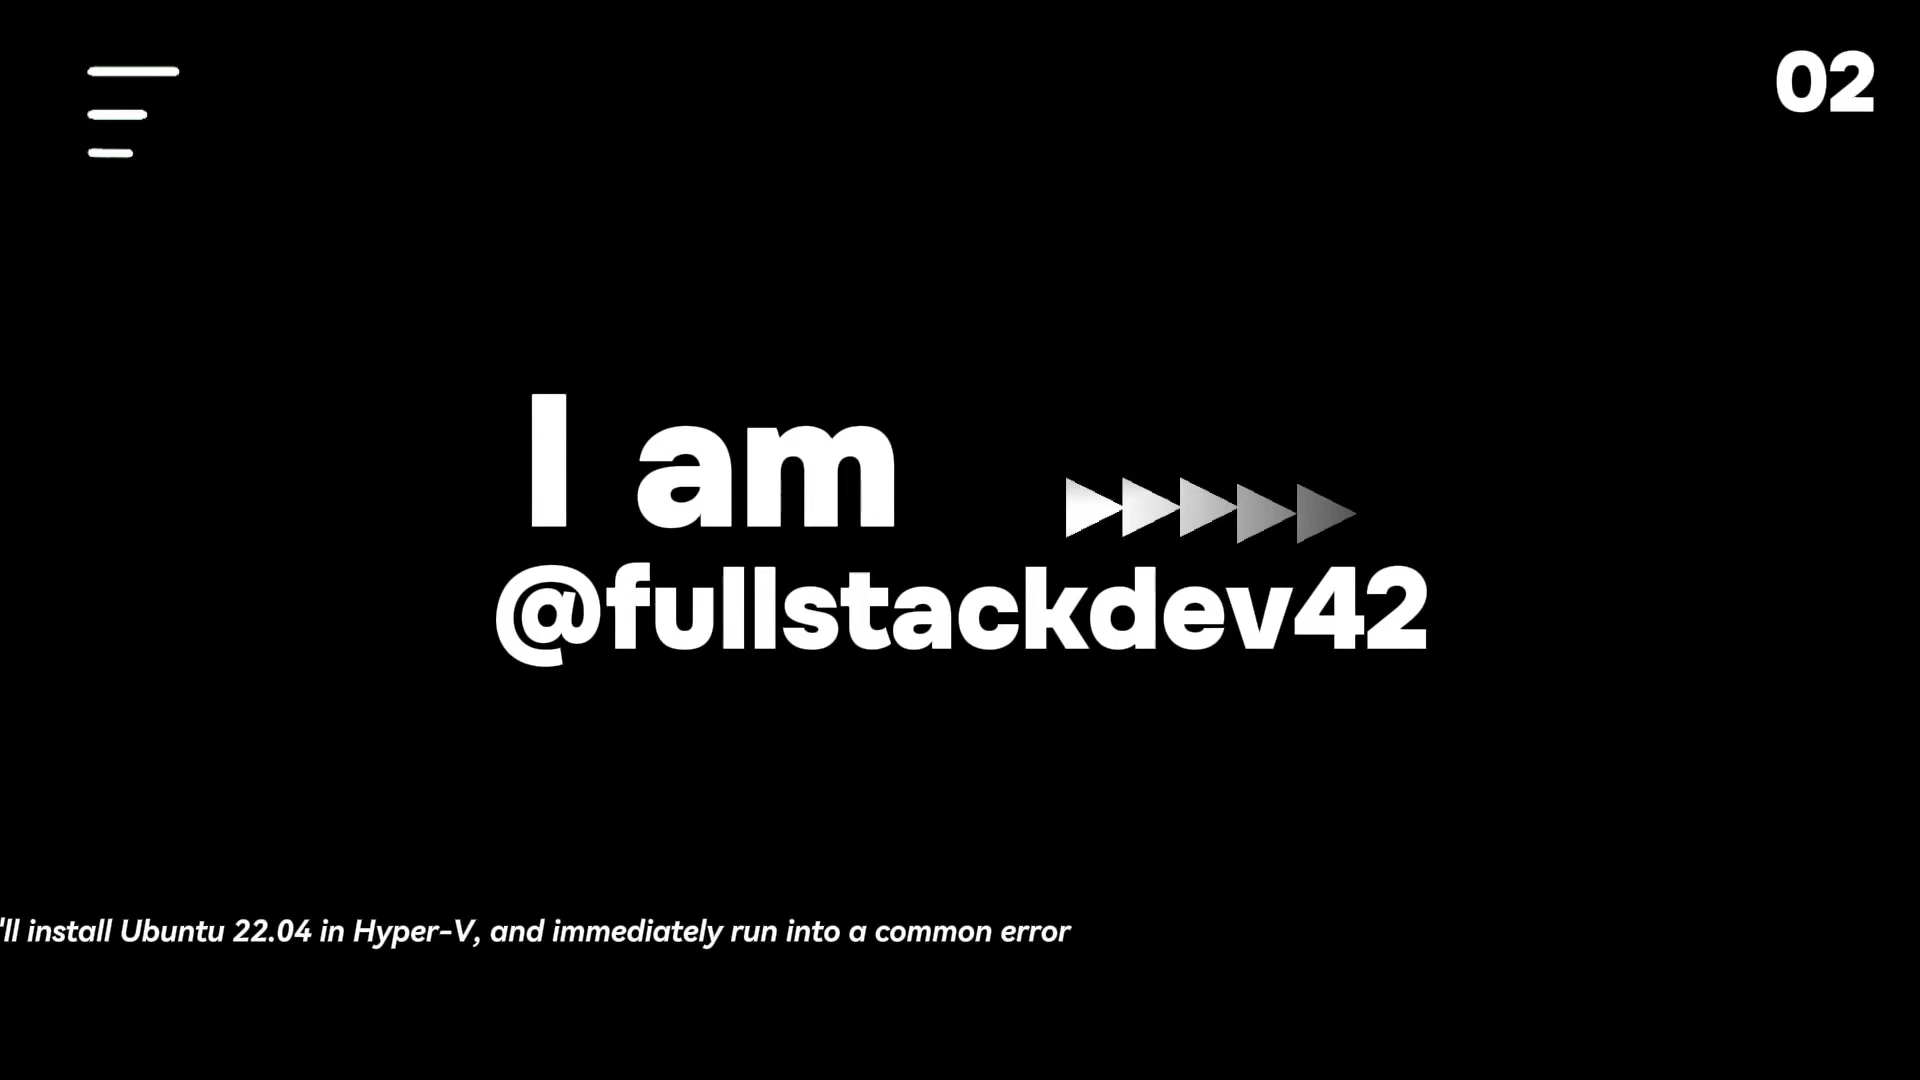 02
I am
@fullstackdev42
'll install Ubuntu 22.04 in Hyper-V, and immediately run into a common error